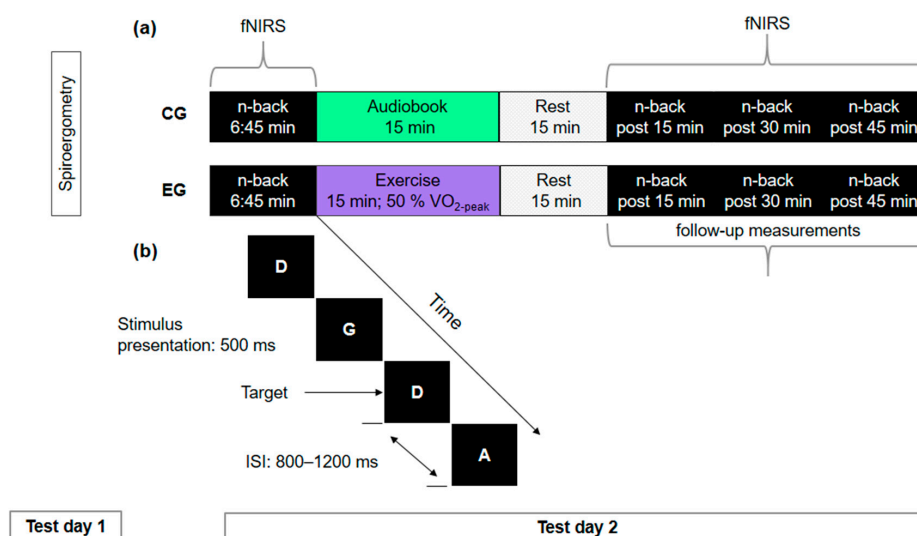 (a)
fNIRS
fNIRS
Spiroergometry
CG
n-back
6:45 min
Audiobook
15 min
Rest
15 min
n-back
post 15 min
n-back
post 30 min
n-back
post 45 min
EG
n-back
6:45 min
Exercise
15 min; 50 % VO2-peak
Rest
15 min
n-back
post 15 min
n-back
post 30 min
n-back
post 45 min
follow-up measurements
(b)
D
G
D
A
Time
Stimulus
presentation: 500 ms
Target
ISI: 800–1200 ms
Test day 1
Test day 2